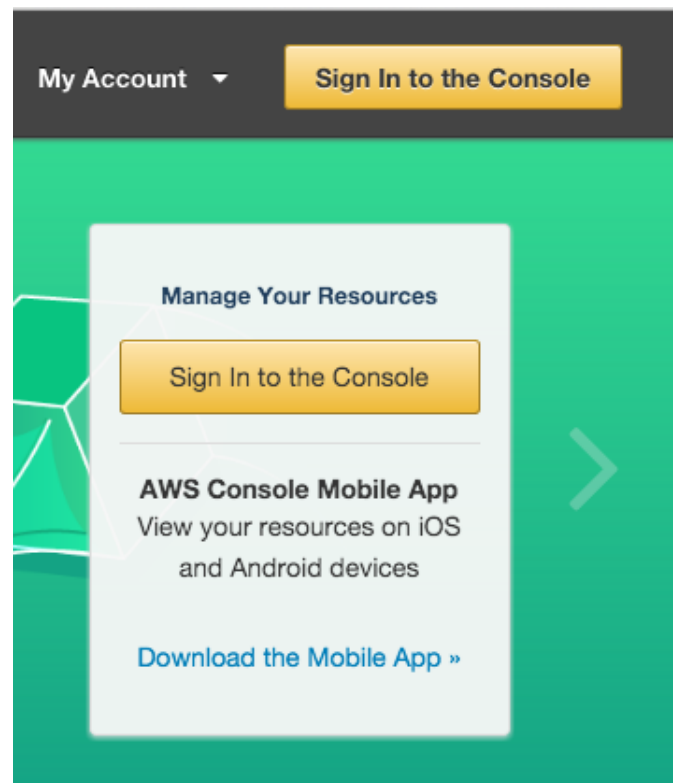 My Account
Sign In to the Console
Manage Your Resources
Sign In to the Console
AWS Console Mobile App
View your resources on iOS
and Android devices
Download the Mobile App »